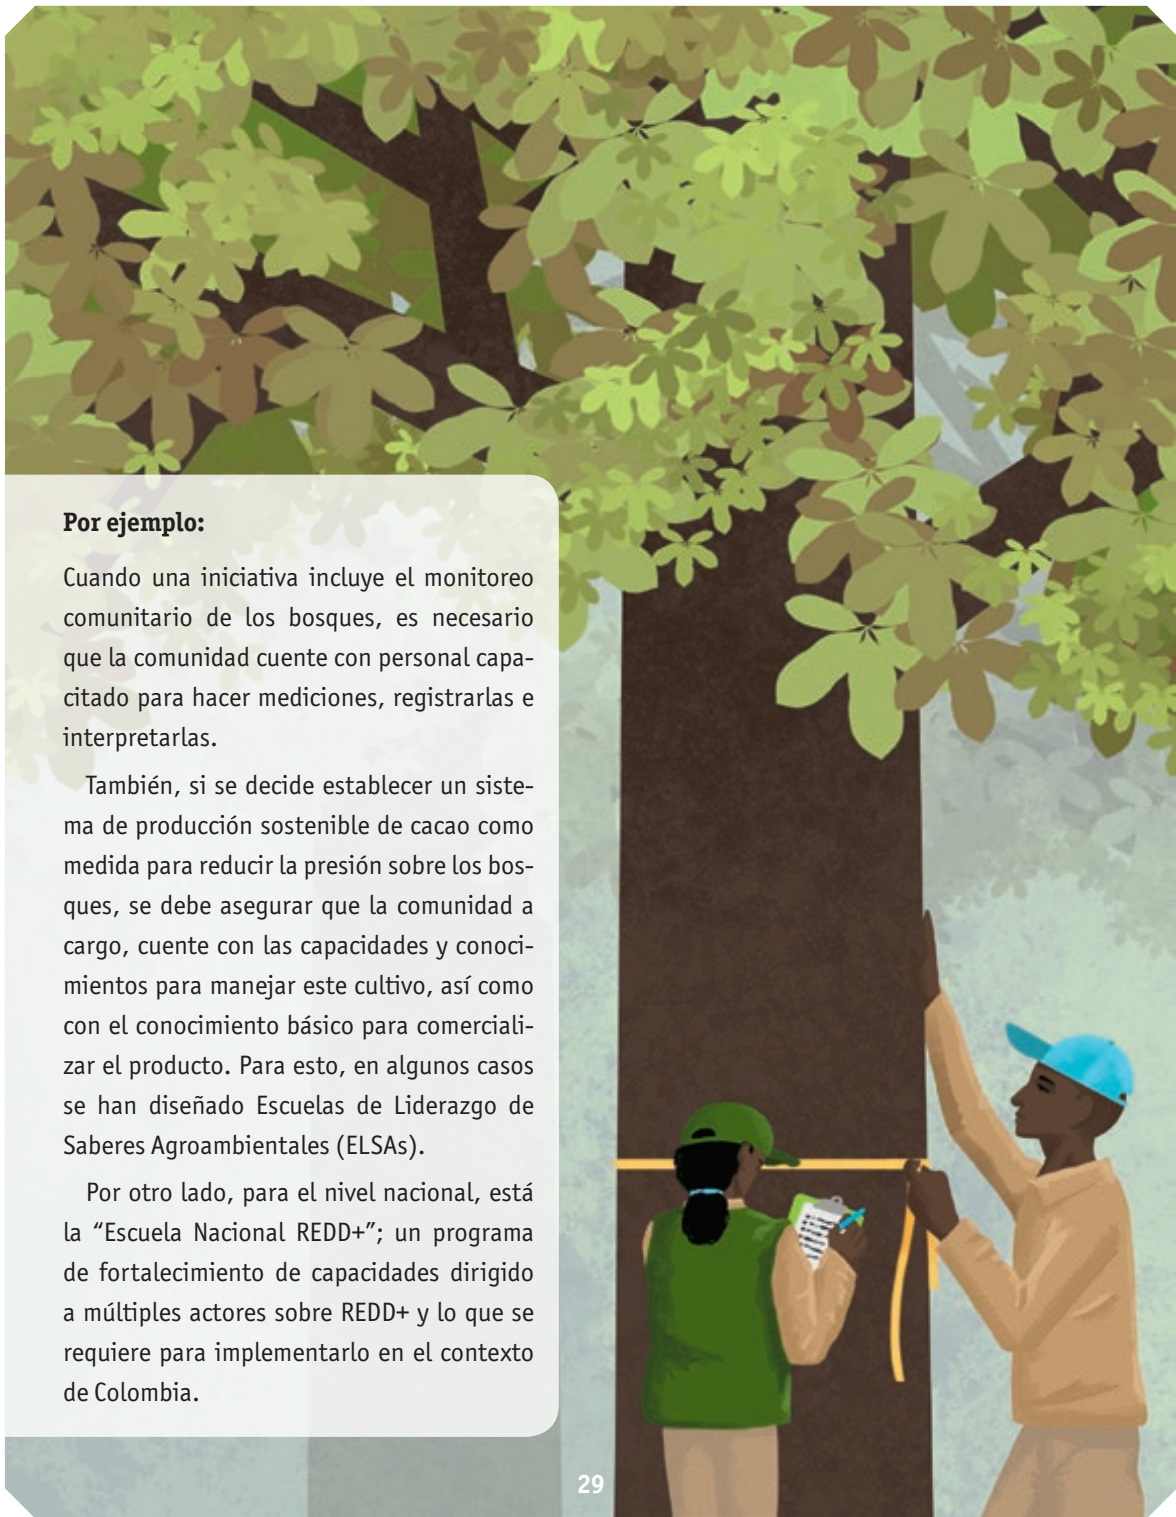 Por ejemplo:
Cuando una iniciativa incluye el monitoreo
comunitario de los bosques, es necesario
que la comunidad cuente con personal capa-
citado para hacer mediciones, registrarlas e
interpretarlas.
También, si se decide establecer un siste-
ma de producción sostenible de cacao como
medida para reducir la presión sobre los bos-
ques, se debe asegurar que la comunidad a
cargo, cuente con las capacidades y conoci-
mientos para manejar este cultivo, así como
con el conocimiento básico para comerciali-
zar el producto. Para esto, en algunos casos
se han diseñado Escuelas de Liderazgo de
Saberes Agroambientales (ELSAs).
Por otro lado, para el nivel nacional, está
la “Escuela Nacional REDD+”; un programa
de fortalecimiento de capacidades dirigido
a múltiples actores sobre REDD+ y lo que se
requiere para implementarlo en el contexto
de Colombia.
29